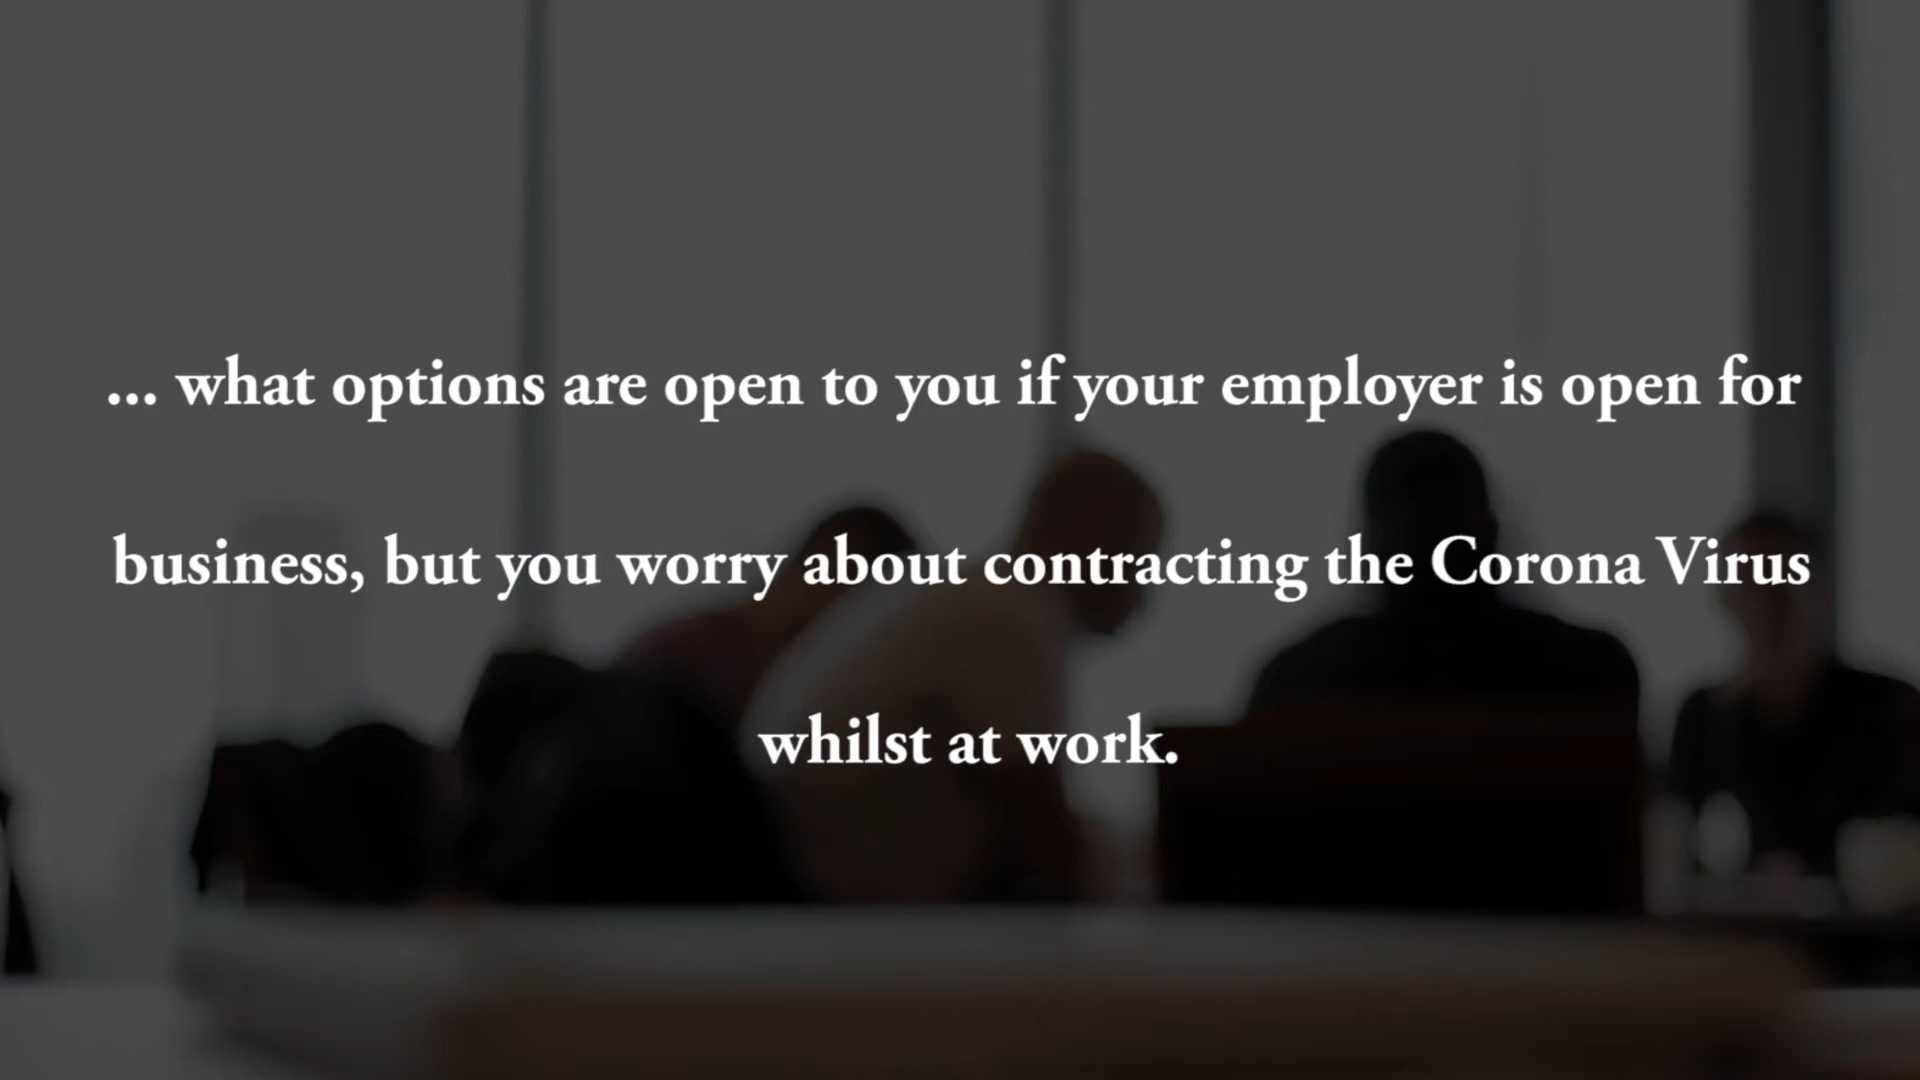 ... what options are open to you if your employer is open for
business, but you worry about contracting the Corona Virus
whilst at work.